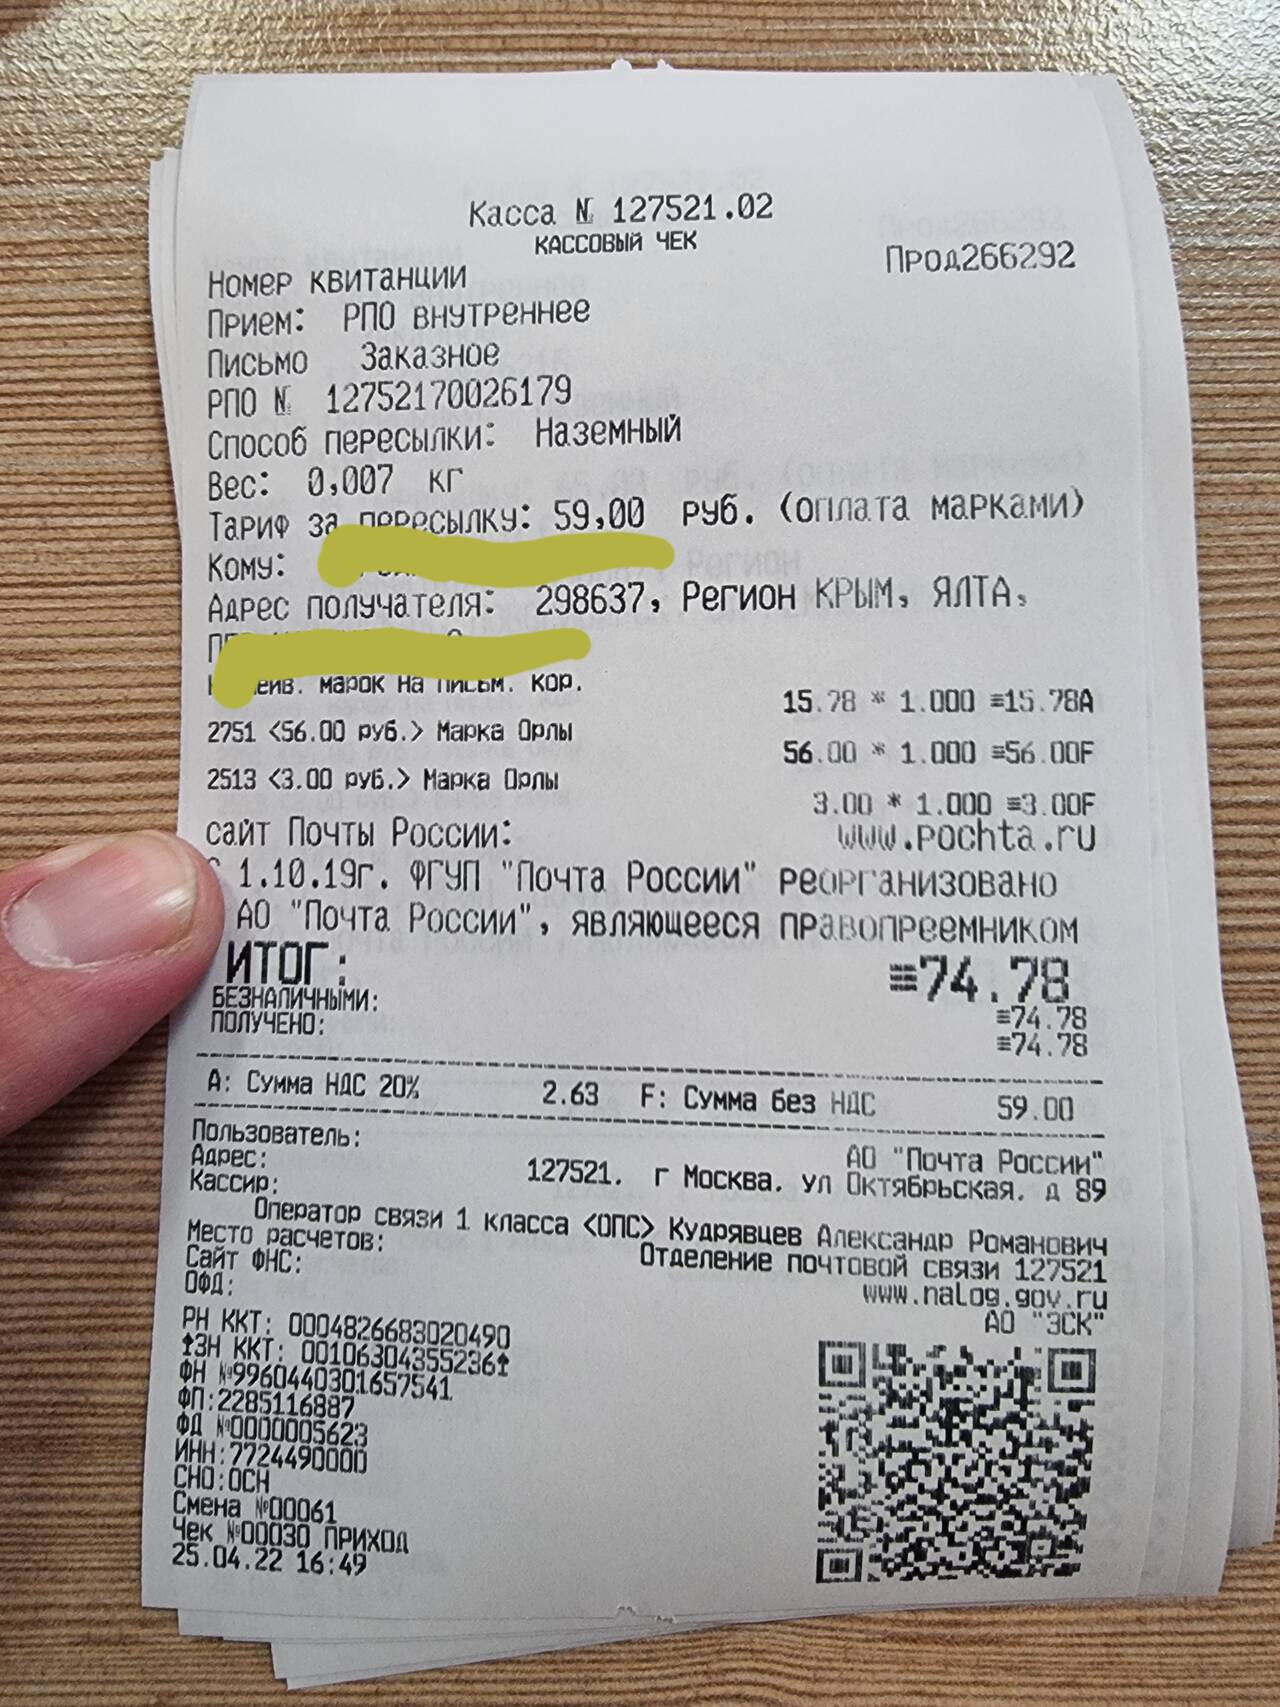 Касса № 127521.02
КАССОВЫЙ ЧЕК
Прод266292
Номер квитанции
Прием: РПО внутреннее
Письмо Заказное
РПО № 12752170026179
Способ пересылки: Наземный
Вес: 0,007 кг
Тариф за пересылку: 59,00 руб. (оплата марками)
Кому:
Адрес получателя: 298637, Регион КРЫМ, ЯЛТА,
марок на письм. кор.
15.78 * 1.000 ≡15.78А
2751 <56.00 руб.> Марка Орлы
56.00 * 1.000 ≡56.00F
2513 <3.00 руб.> Марка Орлы
3.00 * 1.000 ≡3.00F
сайт Почты России: www.pochta.ru
1.10.19г. ФГУП "Почта России" реорганизовано
АО "Почта России", являющееся правопреемником
ИТОГ: ≡74.78
БЕЗНАЛИЧНЫМИ: ≡74.78
ПОЛУЧЕНО: ≡74.78
А: Сумма НДС 20% 2.63 F: Сумма без НДС 59.00
Пользователь: АО "Почта России"
Адрес: 127521, г Москва, ул Октябрьская, д 89
Кассир:
Оператор связи 1 класса <ОПС> Кудрявцев Александр Романович
Место расчетов: Отделение почтовой связи 127521
Сайт ФНС: www.nalog.gov.ru
ОФД: АО "ЭСК"
РН ККТ: 0004826683020490
↑ЗН ККТ: 00106304355236↑
ФН №9960440301657541
ФП:2285116887
ФД №0000005623
ИНН:7724490000
СНО:ОСН
Смена №00061
Чек №00030 ПРИХОД
25.04.22 16:49